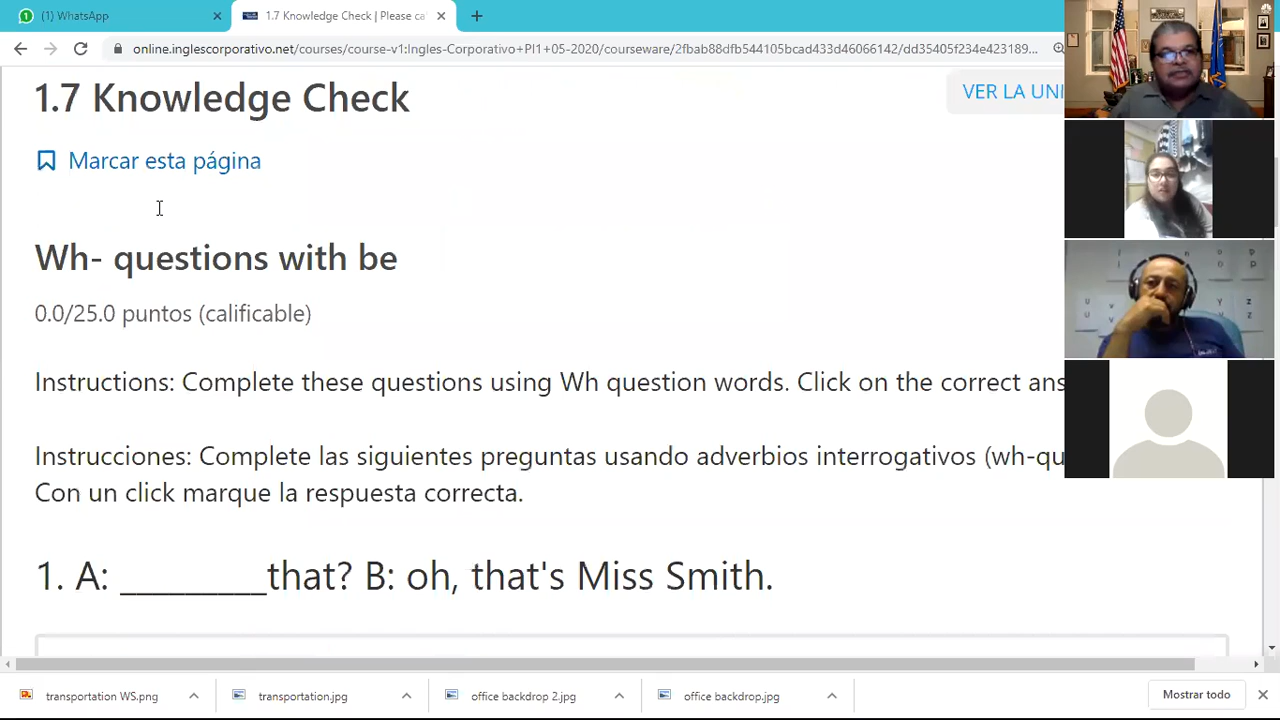 (1) WhatsApp
1.7 Knowledge Check | Please ca
online.inglescorporativo.net/courses/course-v1:Ingles-Corporativo+PI1+05-2020/courseware/2fbab88dfb544105bcad433d46066142/dd35405f234e423189...
1.7 Knowledge Check
VER LA UNI
Marcar esta página
Wh- questions with be
0.0/25.0 puntos (calificable)
Instructions: Complete these questions using Wh question words. Click on the correct ans
Instrucciones: Complete las siguientes preguntas usando adverbios interrogativos (wh-qu
Con un click marque la respuesta correcta.
1. A: _________that? B: oh, that's Miss Smith.
transportation WS.png
transportation.jpg
office backdrop 2.jpg
office backdrop.jpg
Mostrar todo